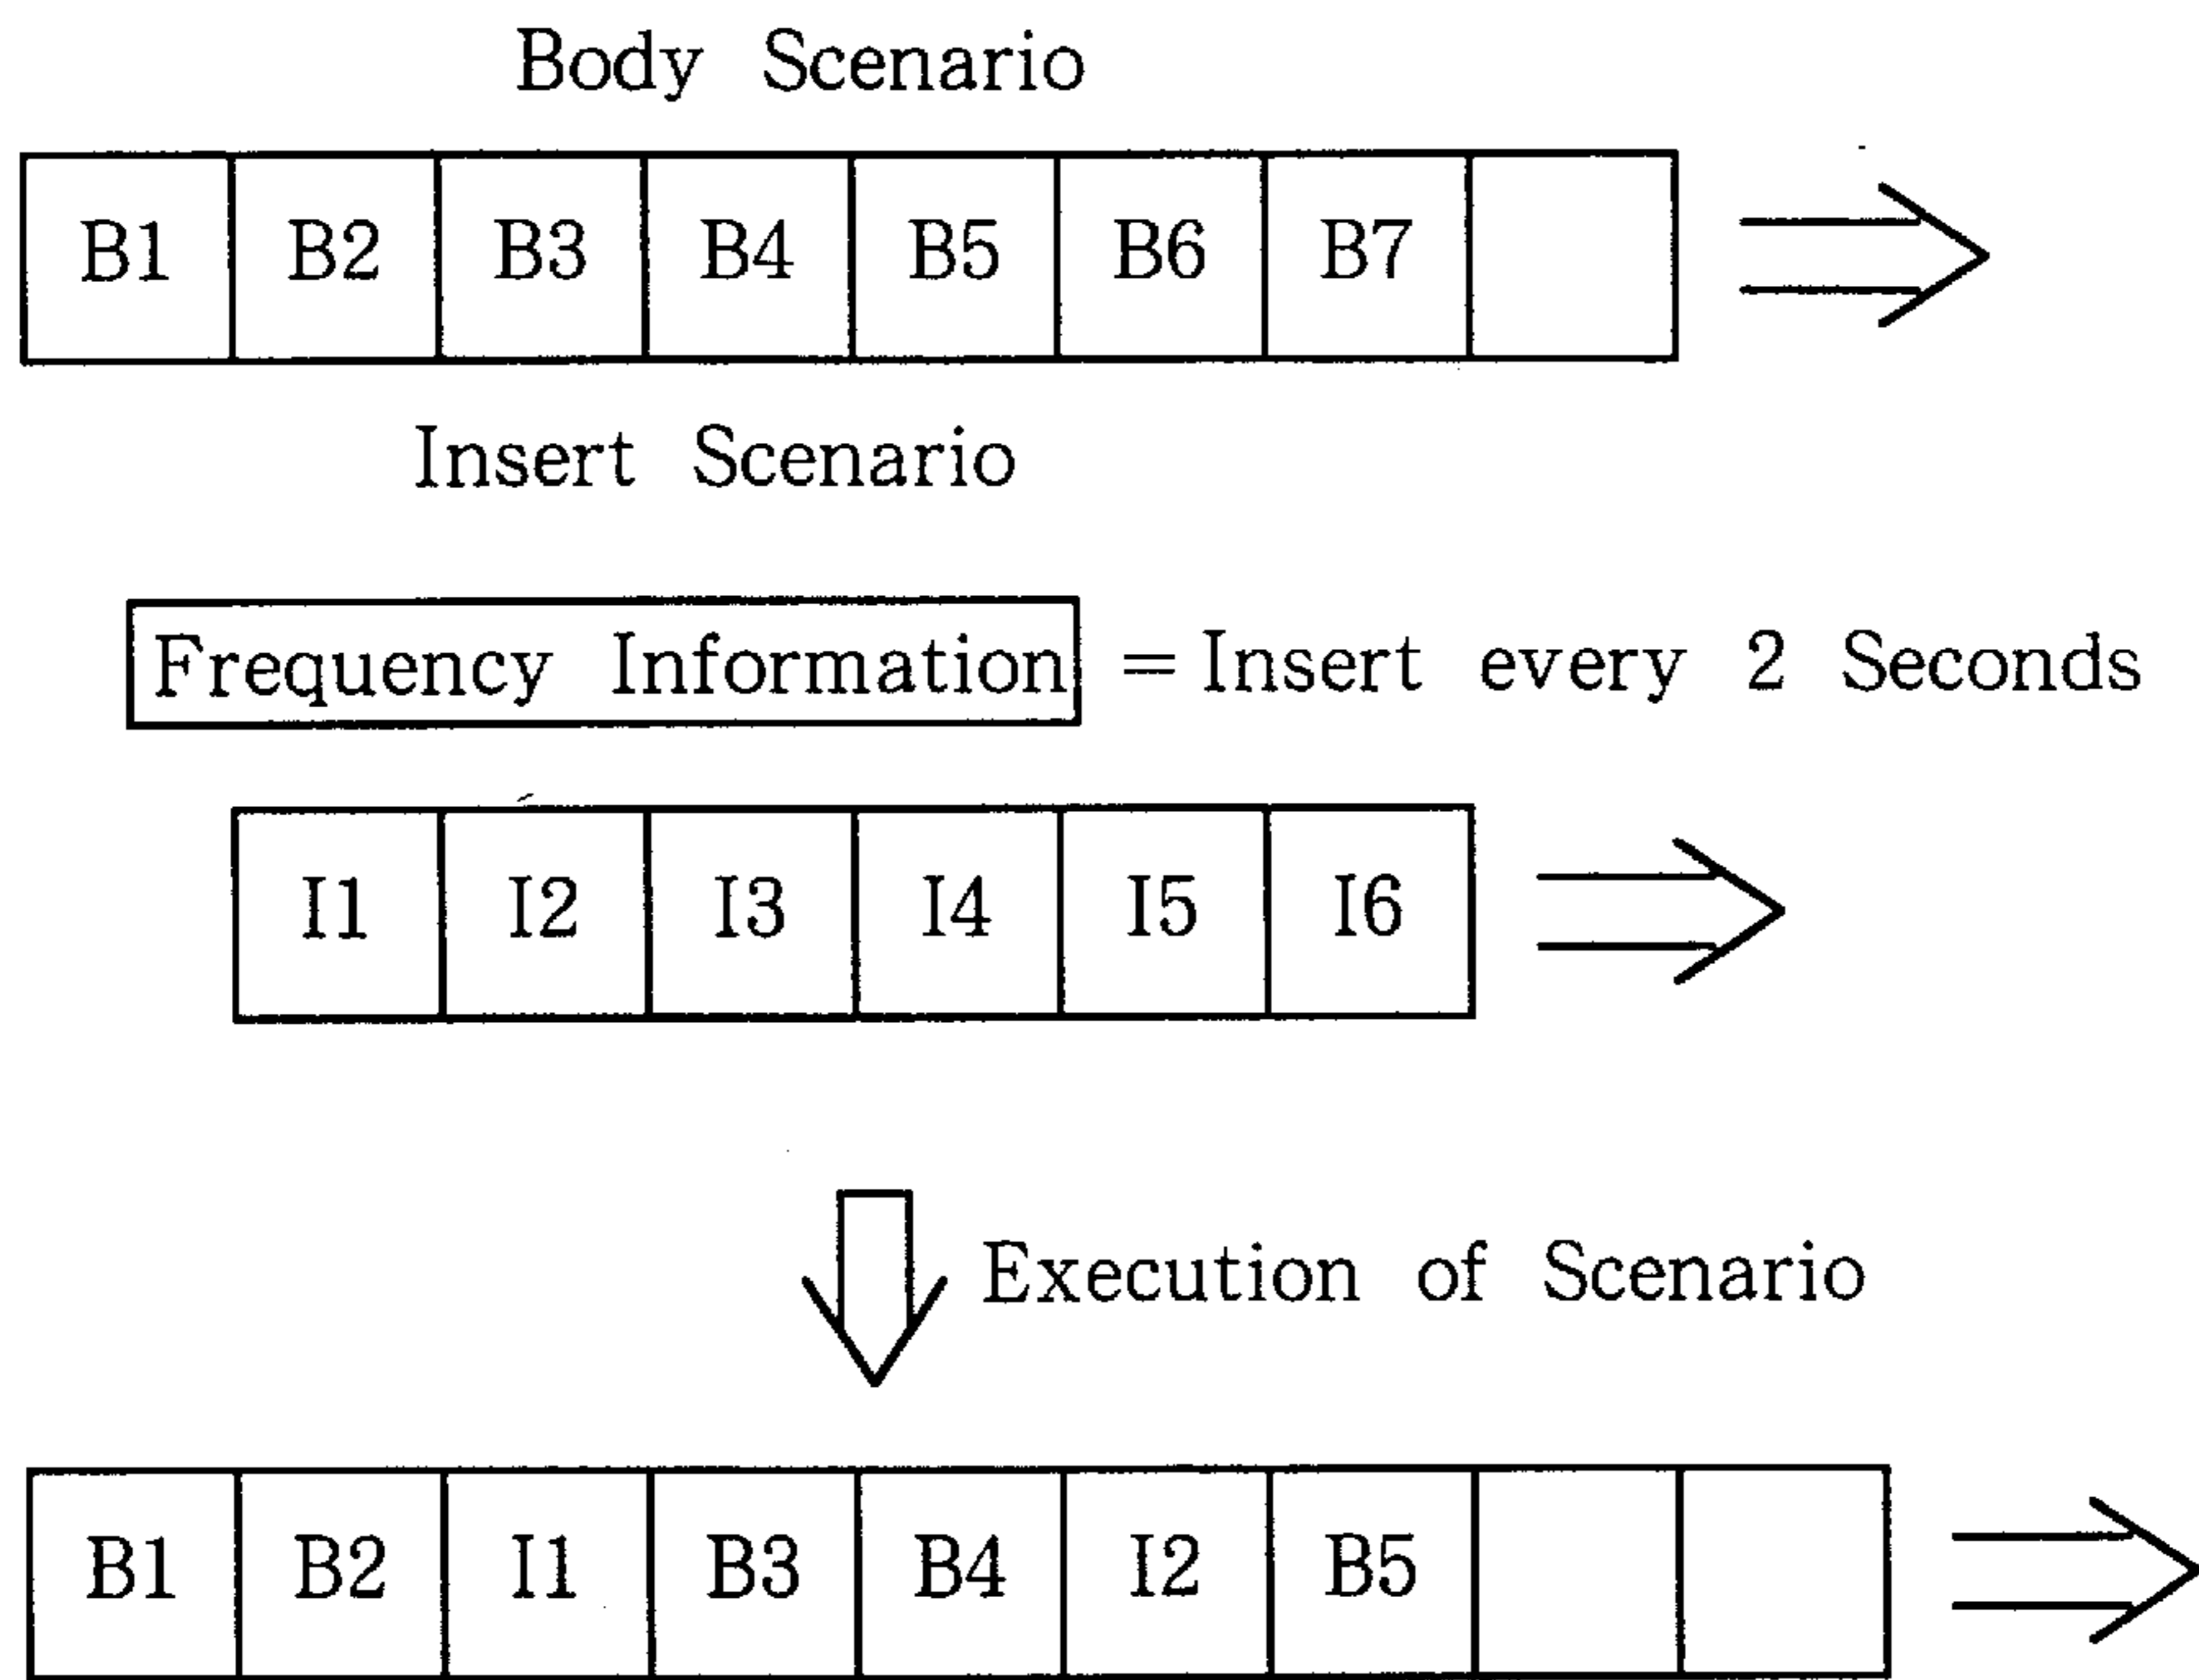 Body Scenario
B1 B2 B3 B4 B5 B6 B7
Insert Scenario
Frequency Information = Insert every 2 Seconds
I1 I2 I3 I4 I5 I6
Execution of Scenario
B1 B2 I1 B3 B4 I2 B5